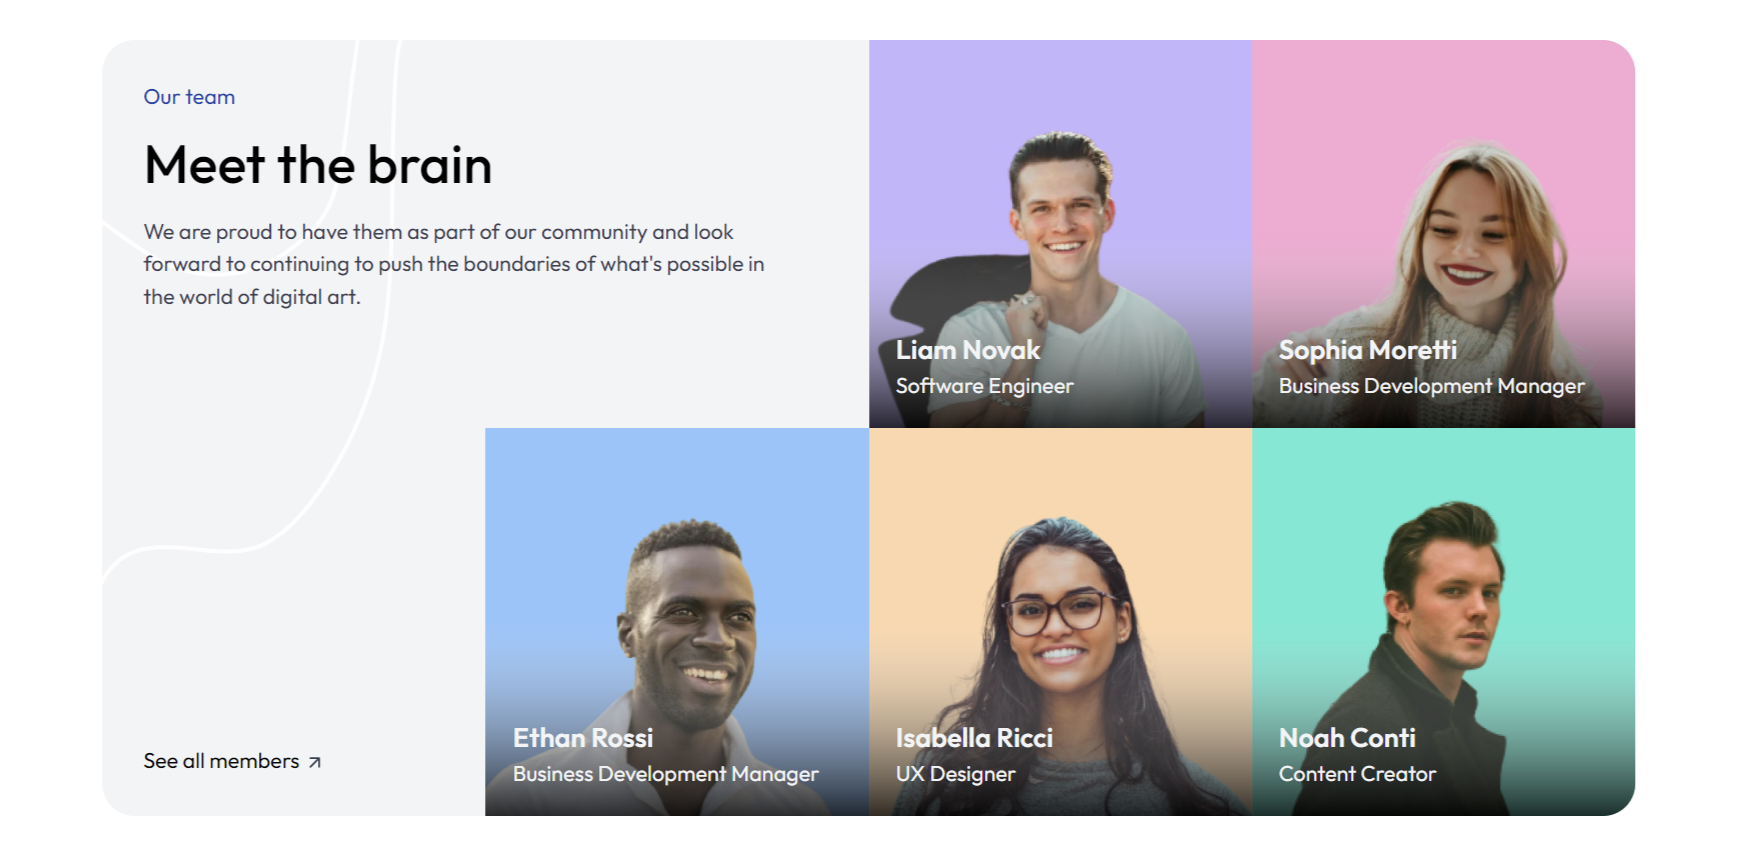 Our team
Meet the brain
We are proud to have them as part of our community and look
forward to continuing to push the boundaries of what's possible in
the world of digital art.
Liam Novak
Software Engineer
Sophia Moretti
Business Development Manager
Ethan Rossi
Business Development Manager
Isabella Ricci
UX Designer
Noah Conti
Content Creator
See all members